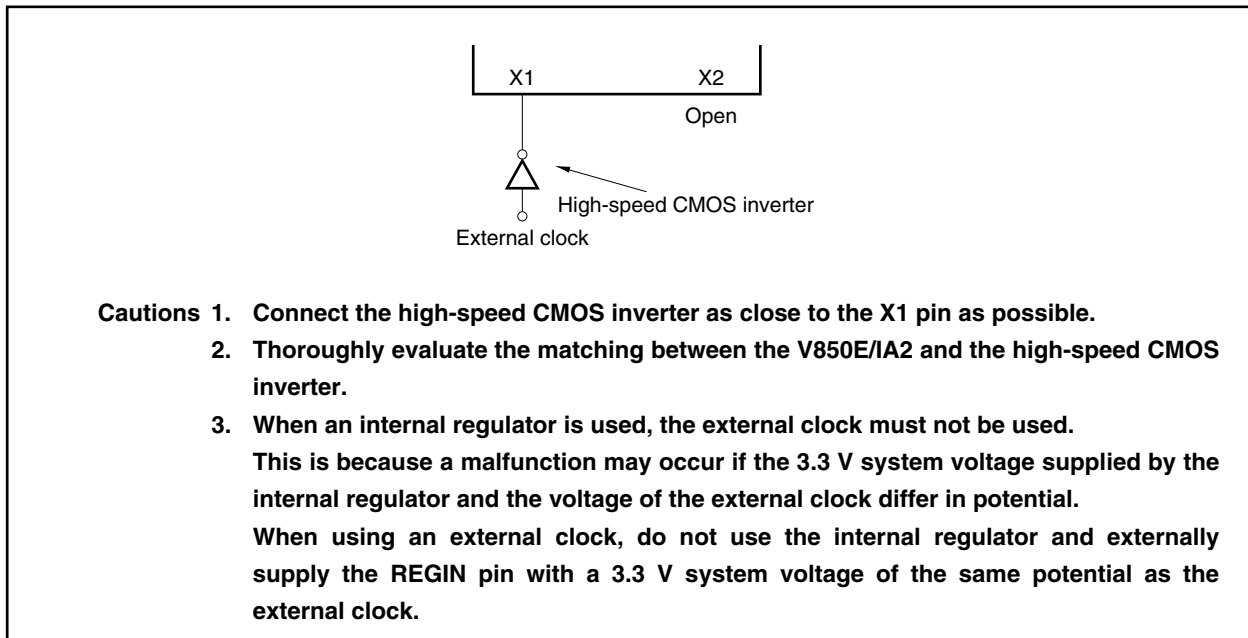 X1 X2
Open
High-speed CMOS inverter
External clock
Cautions 1. Connect the high-speed CMOS inverter as close to the X1 pin as possible.
2. Thoroughly evaluate the matching between the V850E/IA2 and the high-speed CMOS
inverter.
3. When an internal regulator is used, the external clock must not be used.
This is because a malfunction may occur if the 3.3 V system voltage supplied by the
internal regulator and the voltage of the external clock differ in potential.
When using an external clock, do not use the internal regulator and externally
supply the REGIN pin with a 3.3 V system voltage of the same potential as the
external clock.